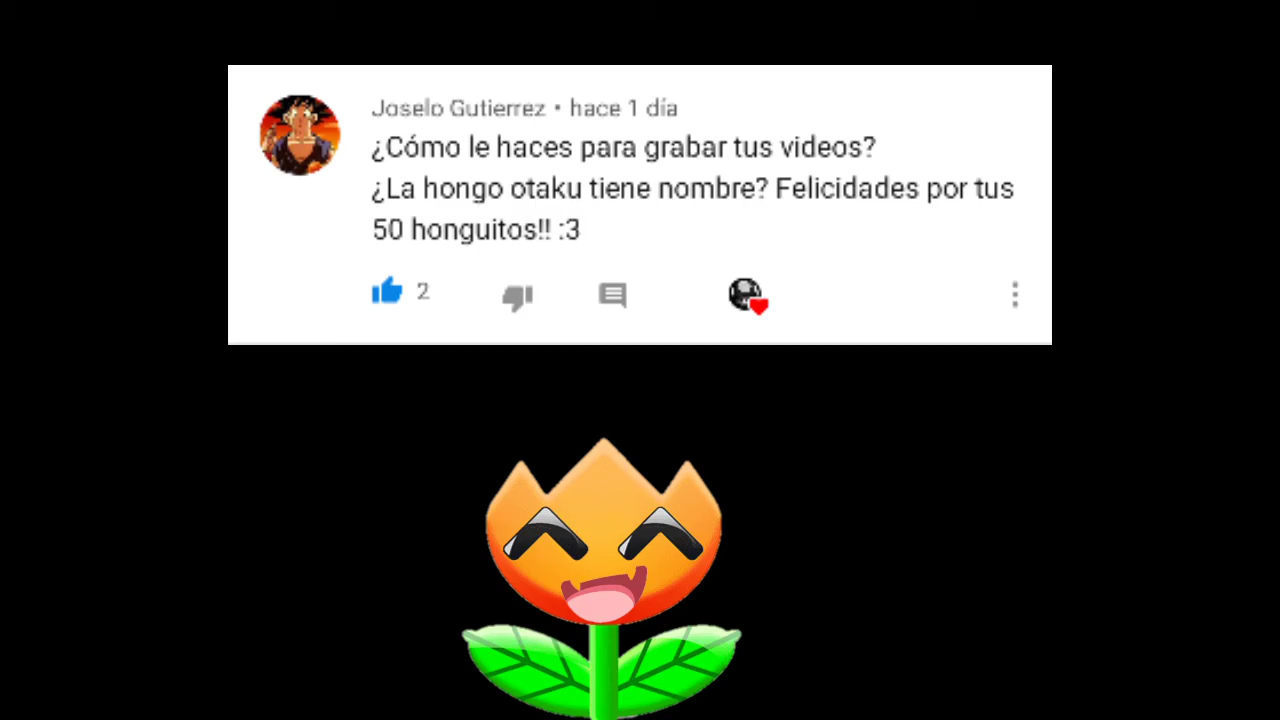 Joselo Gutierrez • hace 1 día
¿Cómo le haces para grabar tus videos?
¿La hongo otaku tiene nombre? Felicidades por tus
50 honguitos!! :3
2